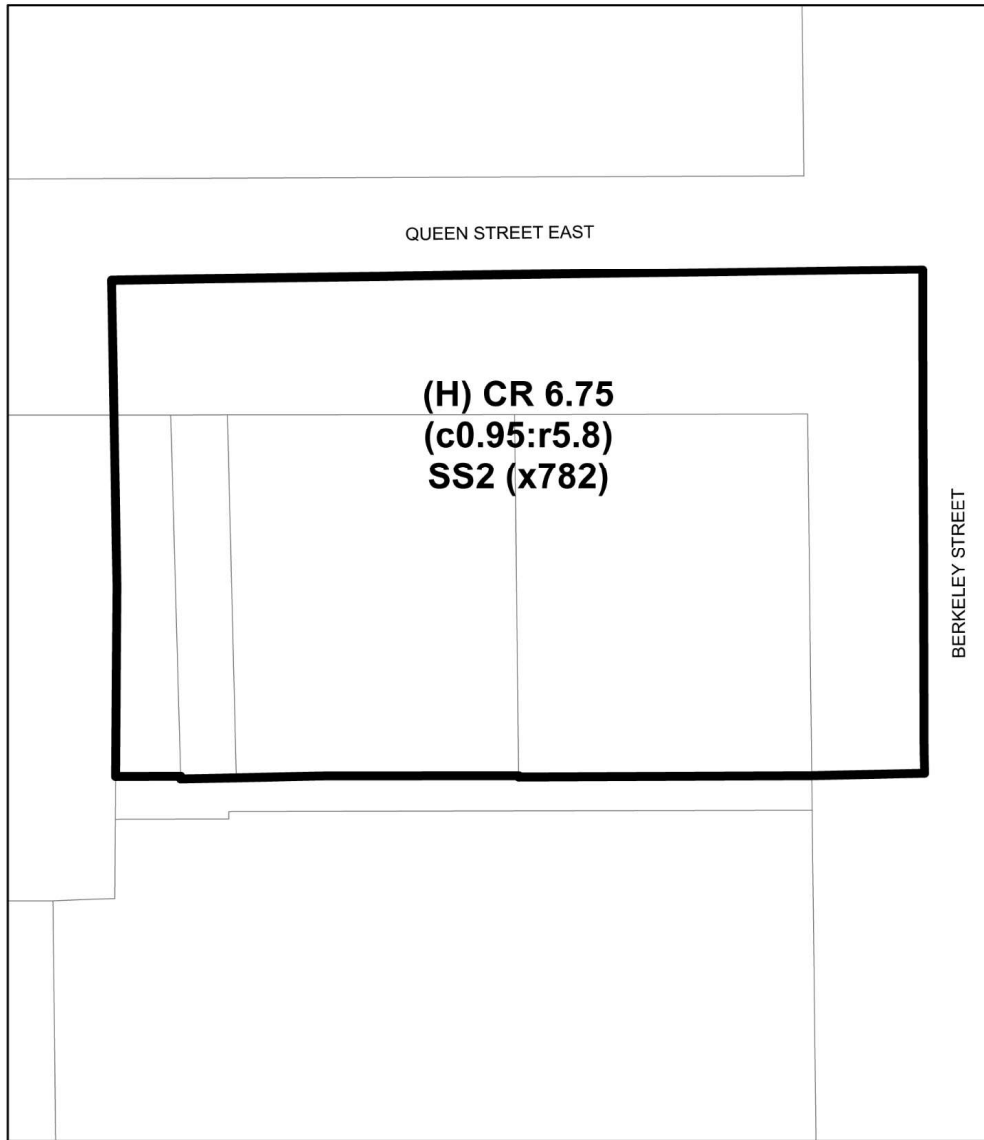 QUEEN STREET EAST
(H) CR 6.75
(c0.95:r5.8)
SS2 (x782)
BERKELEY STREET